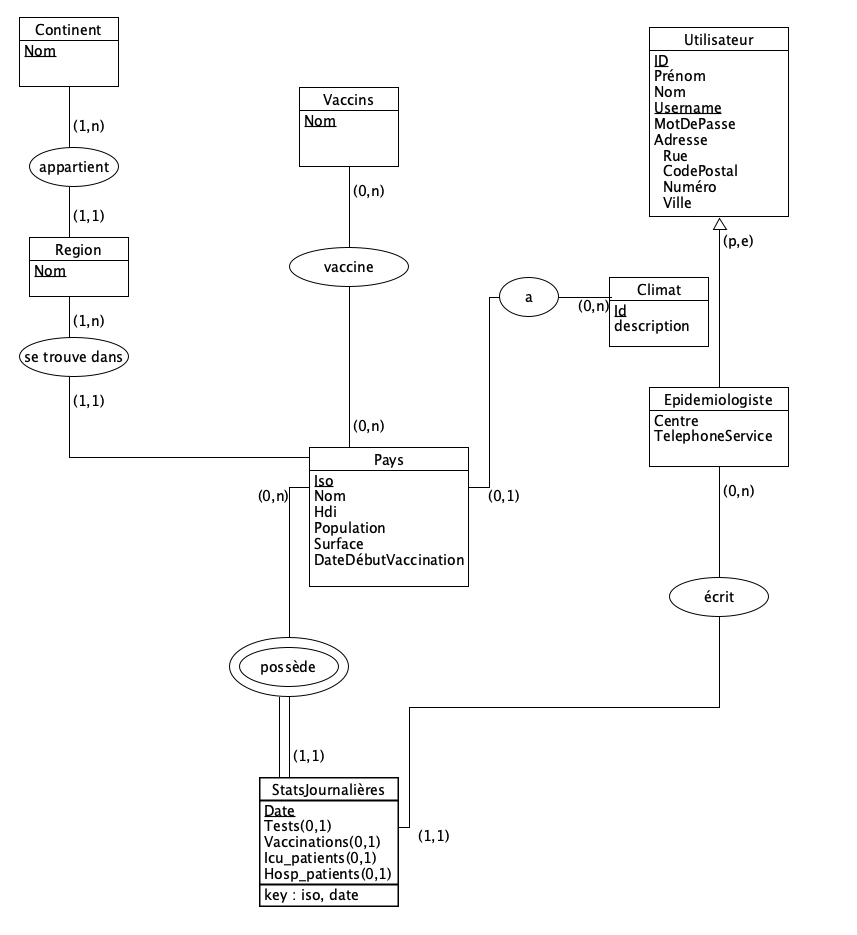 Continent
Nom
(1,n)
appartient
(1,1)
Region
Nom
(1,n)
se trouve dans
(1,1)
Vaccins
Nom
(0,n)
vaccine
(0,n)
Utilisateur
ID
Prénom
Nom
Username
MotDePasse
Adresse
Rue
CodePostal
Numéro
Ville
(p,e)
a
(0,n)
Climat
Id
description
(0,1)
Epidemiologiste
Centre
TelephoneService
(0,n)
écrit
(1,1)
Pays
Iso
Nom
Hdi
Population
Surface
DateDébutVaccination
(0,n)
possède
(1,1)
StatsJournalières
Date
Tests(0,1)
Vaccinations(0,1)
Icu_patients(0,1)
Hosp_patients(0,1)
key : iso, date